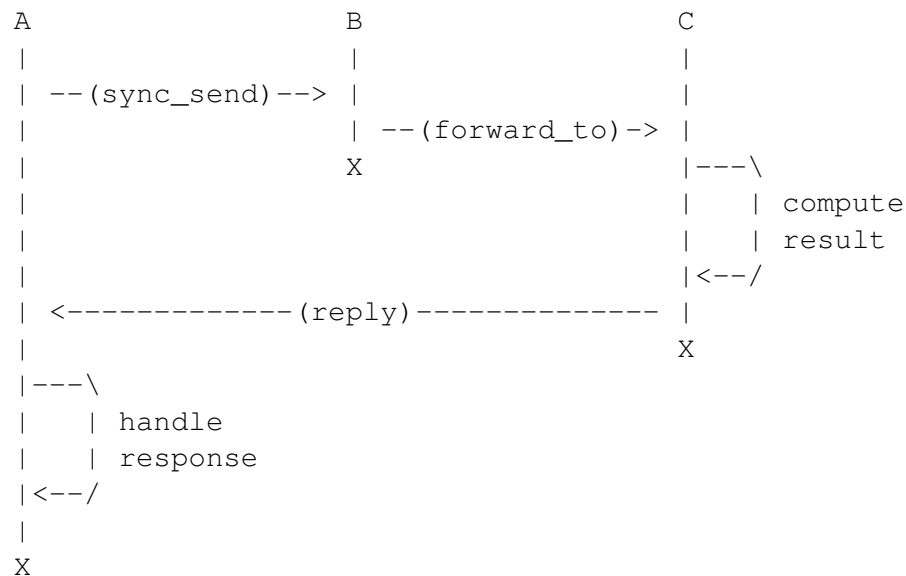 A                  B                  C
|                  |                  |
| --(sync_send)--> |                  |
|                  | --(forward_to)-> |
|                  X                  |---\
|                                     |   | compute
|                                     |   | result
|                                     |<--/
| <-------------(reply)-------------- |
|                                     X
|---\
|   | handle
|   | response
|<--/
|
X